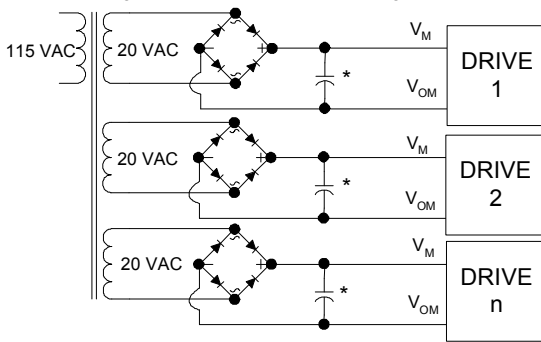 115 VAC
20 VAC
~
~
-
+
*
V_M
V_OM
DRIVE
1
20 VAC
~
~
-
+
*
V_M
V_OM
DRIVE
2
20 VAC
~
~
-
+
*
V_M
V_OM
DRIVE
n